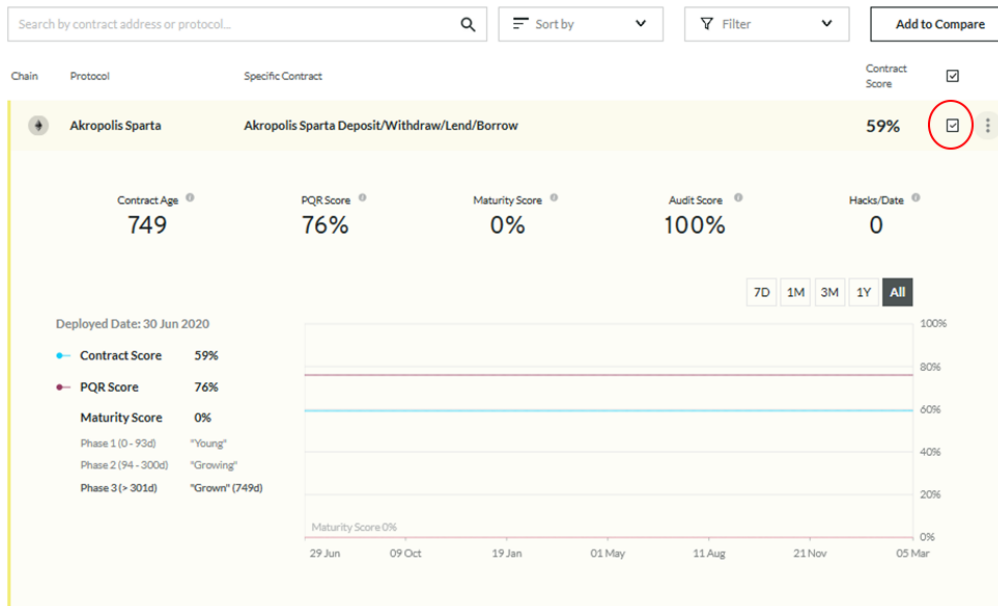 Search by contract address or protocol...
Sort by
Filter
Add to Compare
Chain
Protocol
Specific Contract
Contract
Score
Akropolis Sparta
Akropolis Sparta Deposit/Withdraw/Lend/Borrow
59%
Contract Age
PQR Score
Maturity Score
Audit Score
Hacks/Date
749
76%
0%
100%
0
7D 1M 3M 1Y All
Deployed Date: 30 Jun 2020
Contract Score 59%
PQR Score 76%
Maturity Score 0%
Phase 1 (0 - 93d) "Young"
Phase 2 (94 - 300d) "Growing"
Phase 3 (> 301d) "Grown" (749d)
100%
80%
60%
40%
20%
0%
Maturity Score 0%
29 Jun 09 Oct 19 Jan 01 May 11 Aug 21 Nov 05 Mar